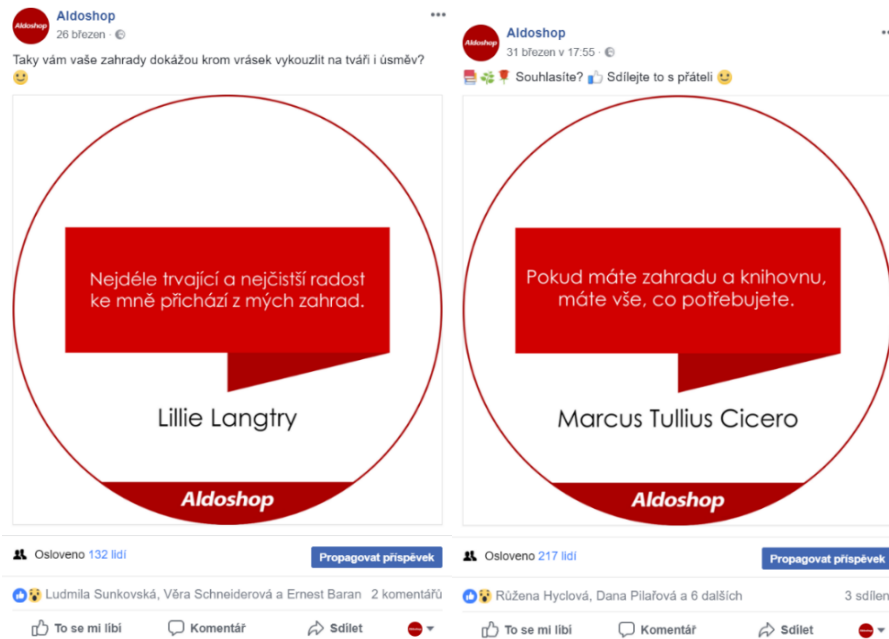 Aldoshop
Aldoshop
26 březen
Taky vám vaše zahrady dokážou krom vrásek vykouzlit na tváři i úsměv?
Nejdéle trvající a nejčistší radost
ke mně přichází z mých zahrad.
Lillie Langtry
Aldoshop
Osloveno 132 lidí
Propagovat příspěvek
Ludmila Sunkovská, Věra Schneiderová a Ernest Baran 2 komentářů
To se mi líbí Komentář Sdílet
Aldoshop
Aldoshop
31 březen v 17:55
Souhlasíte? Sdílejte to s přáteli
Pokud máte zahradu a knihovnu,
máte vše, co potřebujete.
Marcus Tullius Cicero
Aldoshop
Osloveno 217 lidí
Propagovat příspěvek
Růžena Hyclová, Dana Pilařová a 6 dalších 3 sdílen
To se mi líbí Komentář Sdílet